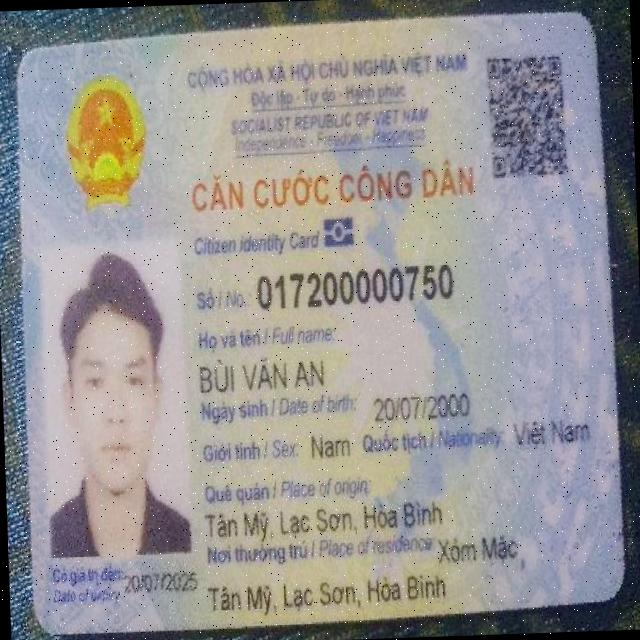 CỘNG HÒA XÃ HỘI CHỦ NGHĨA VIỆT NAM
Độc lập - Tự do - Hạnh phúc
SOCIALIST REPUBLIC OF VIET NAM
Independence - Freedom - Happiness
CĂN CƯỚC CÔNG DÂN
Citizen Identity Card
Số / No.: 017200000750
Họ và tên / Full name:
BÙI VĂN AN
Ngày sinh / Date of birth: 20/07/2000
Giới tính / Sex: Nam Quốc tịch / Nationality: Việt Nam
Quê quán / Place of origin:
Tân Mỹ, Lạc Sơn, Hòa Bình
Nơi thường trú / Place of residence: Xóm Mặc,
Tân Mỹ, Lạc Sơn, Hòa Bình
Có giá trị đến: 20/07/2025
Date of expiry